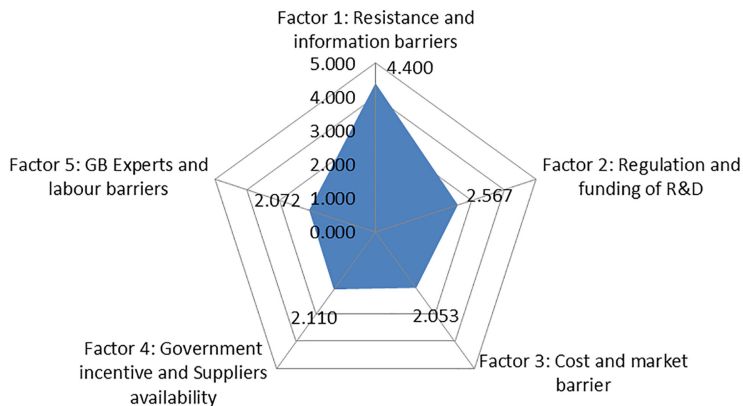 Factor 1: Resistance and
information barriers
5.000
4.400
4.000
3.000
2.000
1.000
0.000
Factor 5: GB Experts and
labour barriers
2.072
Factor 2: Regulation and
funding of R&D
2.567
2.110
2.053
Factor 4: Government
incentive and Suppliers
availability
Factor 3: Cost and market
barrier